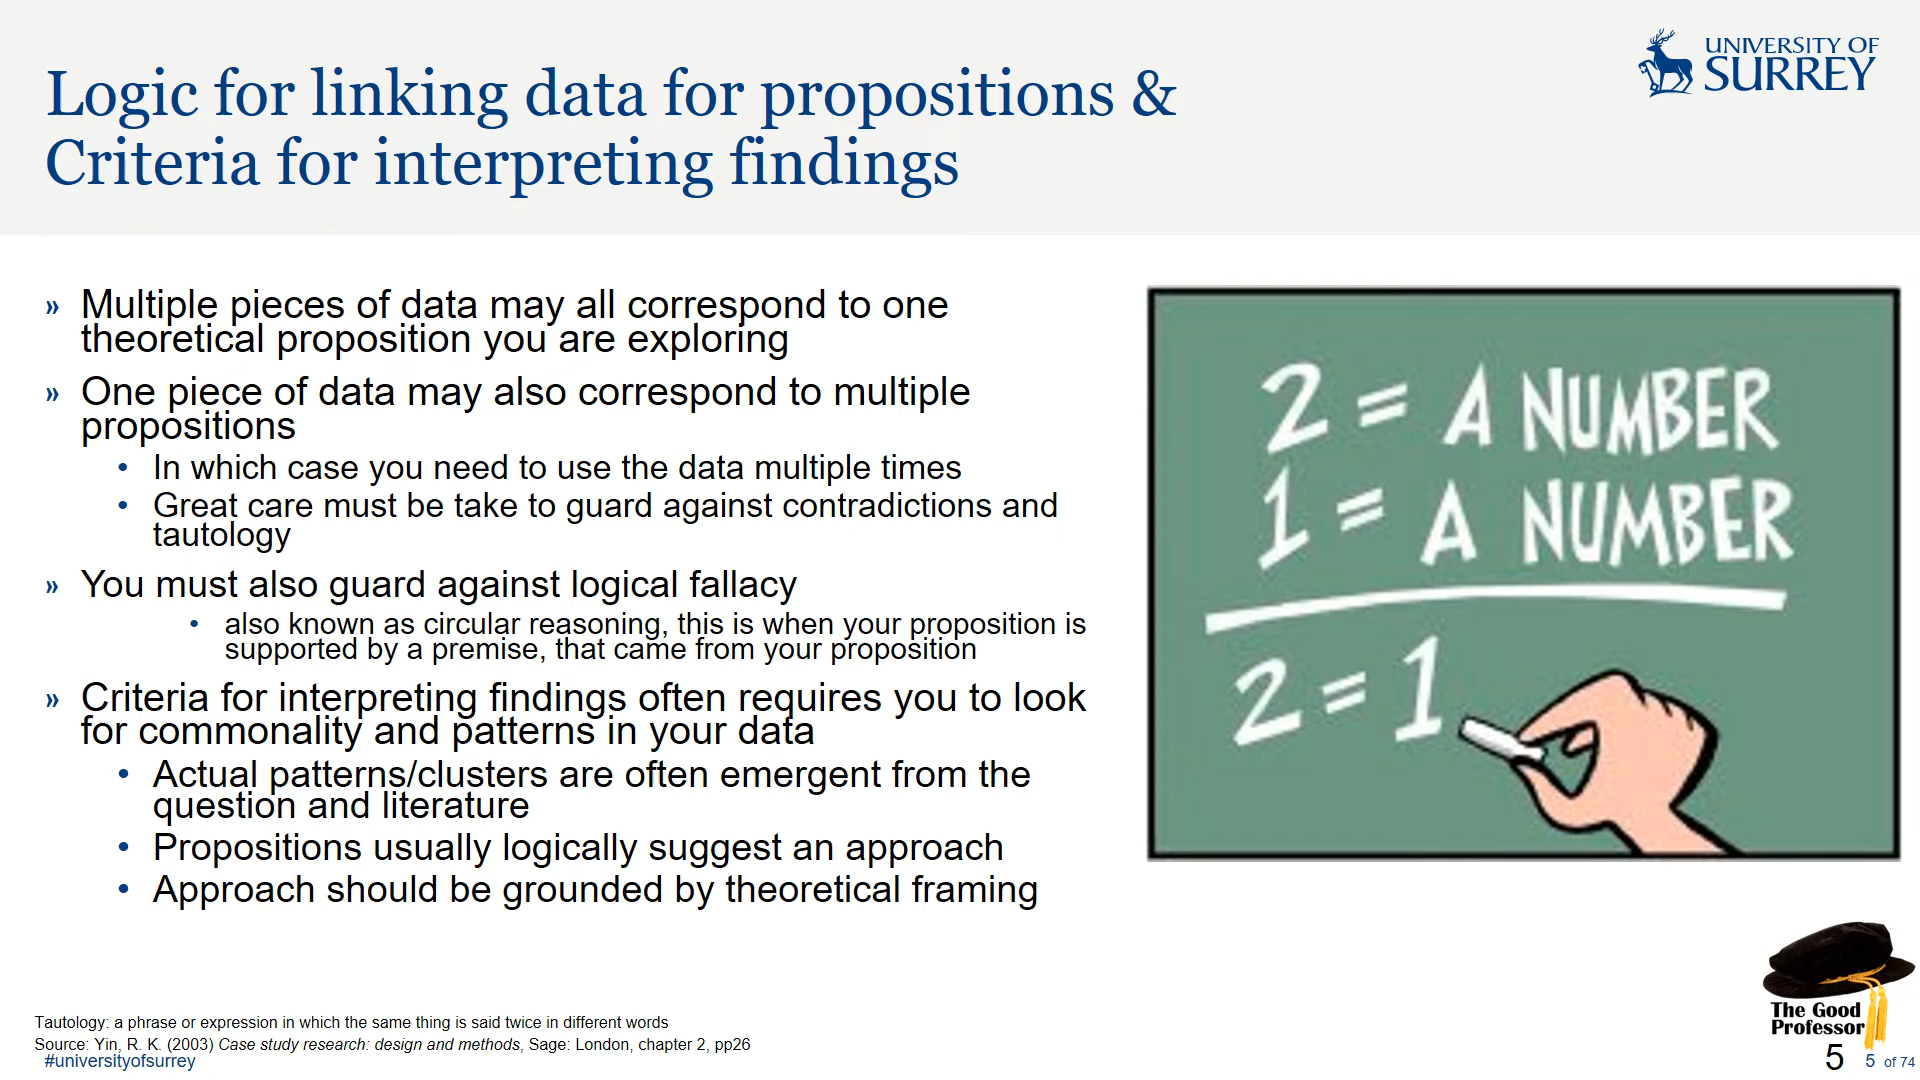 Logic for linking data for propositions &
Criteria for interpreting findings
UNIVERSITY OF
SURREY
» Multiple pieces of data may all correspond to one
theoretical proposition you are exploring
» One piece of data may also correspond to multiple
propositions
• In which case you need to use the data multiple times
• Great care must be take to guard against contradictions and
tautology
» You must also guard against logical fallacy
• also known as circular reasoning, this is when your proposition is
supported by a premise, that came from your proposition
» Criteria for interpreting findings often requires you to look
for commonality and patterns in your data
• Actual patterns/clusters are often emergent from the
question and literature
• Propositions usually logically suggest an approach
• Approach should be grounded by theoretical framing
2 = A NUMBER
1 = A NUMBER
2 = 1
The Good
Professor
Tautology: a phrase or expression in which the same thing is said twice in different words
Source: Yin, R. K. (2003) Case study research: design and methods, Sage: London, chapter 2, pp26
#universityofsurrey
5
5 of 74